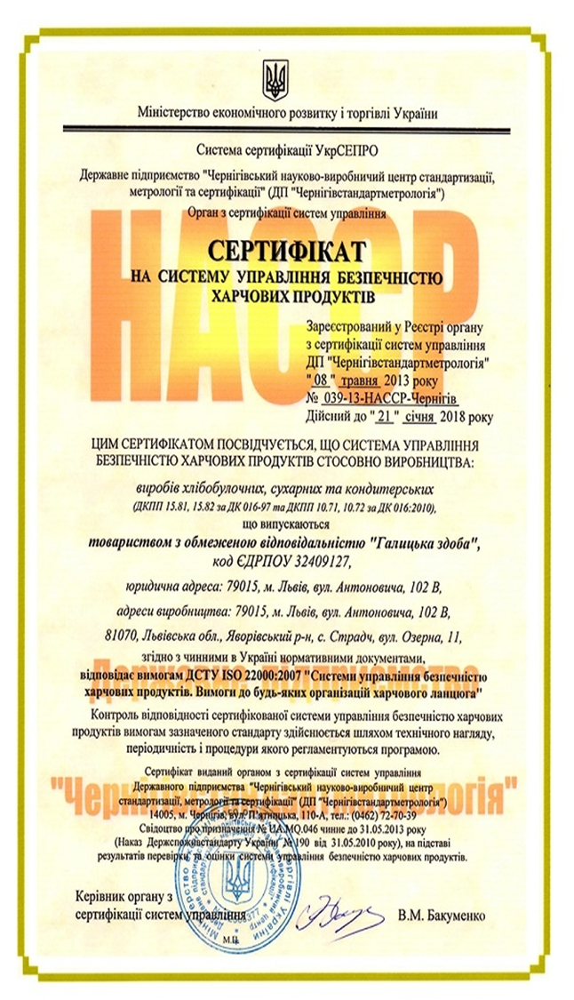 Міністерство економічного розвитку і торгівлі України
Система сертифікації УкрСЕПРО
Державне підприємство "Чернігівський науково-виробничий центр стандартизації,
метрології та сертифікації" (ДП "Чернігівстандартметрологія")
Орган з сертифікації систем управління
НАССР
СЕРТИФІКАТ
НА СИСТЕМУ УПРАВЛІННЯ БЕЗПЕЧНІСТЮ
ХАРЧОВИХ ПРОДУКТІВ
Зареєстрований у Реєстрі органу
з сертифікації систем управління
ДП "Чернігівстандартметрологія"
" 08 " травня 2013 року
№ 039-13-НАССР-Чернігів
Дійсний до " 21 " січня 2018 року
ЦИМ СЕРТИФІКАТОМ ПОСВІДЧУЄТЬСЯ, ЩО СИСТЕМА УПРАВЛІННЯ
БЕЗПЕЧНІСТЮ ХАРЧОВИХ ПРОДУКТІВ СТОСОВНО ВИРОБНИЦТВА:
виробів хлібобулочних, сухарних та кондитерських
(ДКПП 15.81, 15.82 за ДК 016-97 та ДКПП 10.71, 10.72 за ДК 016:2010),
що випускаються
товариством з обмеженою відповідальністю "Галицька здоба",
код ЄДРПОУ 32409127,
юридична адреса: 79015, м. Львів, вул. Антоновича, 102 В,
адреси виробництва: 79015, м. Львів, вул. Антоновича, 102 В,
81070, Львівська обл., Яворівський р-н, с. Страдч, вул. Озерна, 11,
згідно з чинними в Україні нормативними документами,
Державне підприємство
відповідає вимогам ДСТУ ISO 22000:2007 "Системи управління безпечністю
харчових продуктів. Вимоги до будь-яких організацій харчового ланцюга"
Контроль відповідності сертифікованої системи управління безпечністю харчових
продуктів вимогам зазначеного стандарту здійснюється шляхом технічного нагляду,
періодичність і процедури якого регламентуються програмою.
Сертифікат виданий органом з сертифікації систем управління
Державного підприємства "Чернігівський науково-виробничий центр
"Чернігівстандартметрологія"
стандартизації, метрології та сертифікації" (ДП "Чернігівстандартметрологія")
14005, м. Чернігів, вул. П'ятницька, 110-А, тел.: (0462) 72-70-39
Свідоцтво про призначення № UA.MQ.046 чинне до 31.05.2013 року
(Наказ Держспоживстандарту України № 190 від 31.05.2010 року), на підставі
результатів перевірки та оцінки системи управління безпечністю харчових продуктів.
Керівник органу з
сертифікації систем управління
В.М. Бакуменко
М.П.